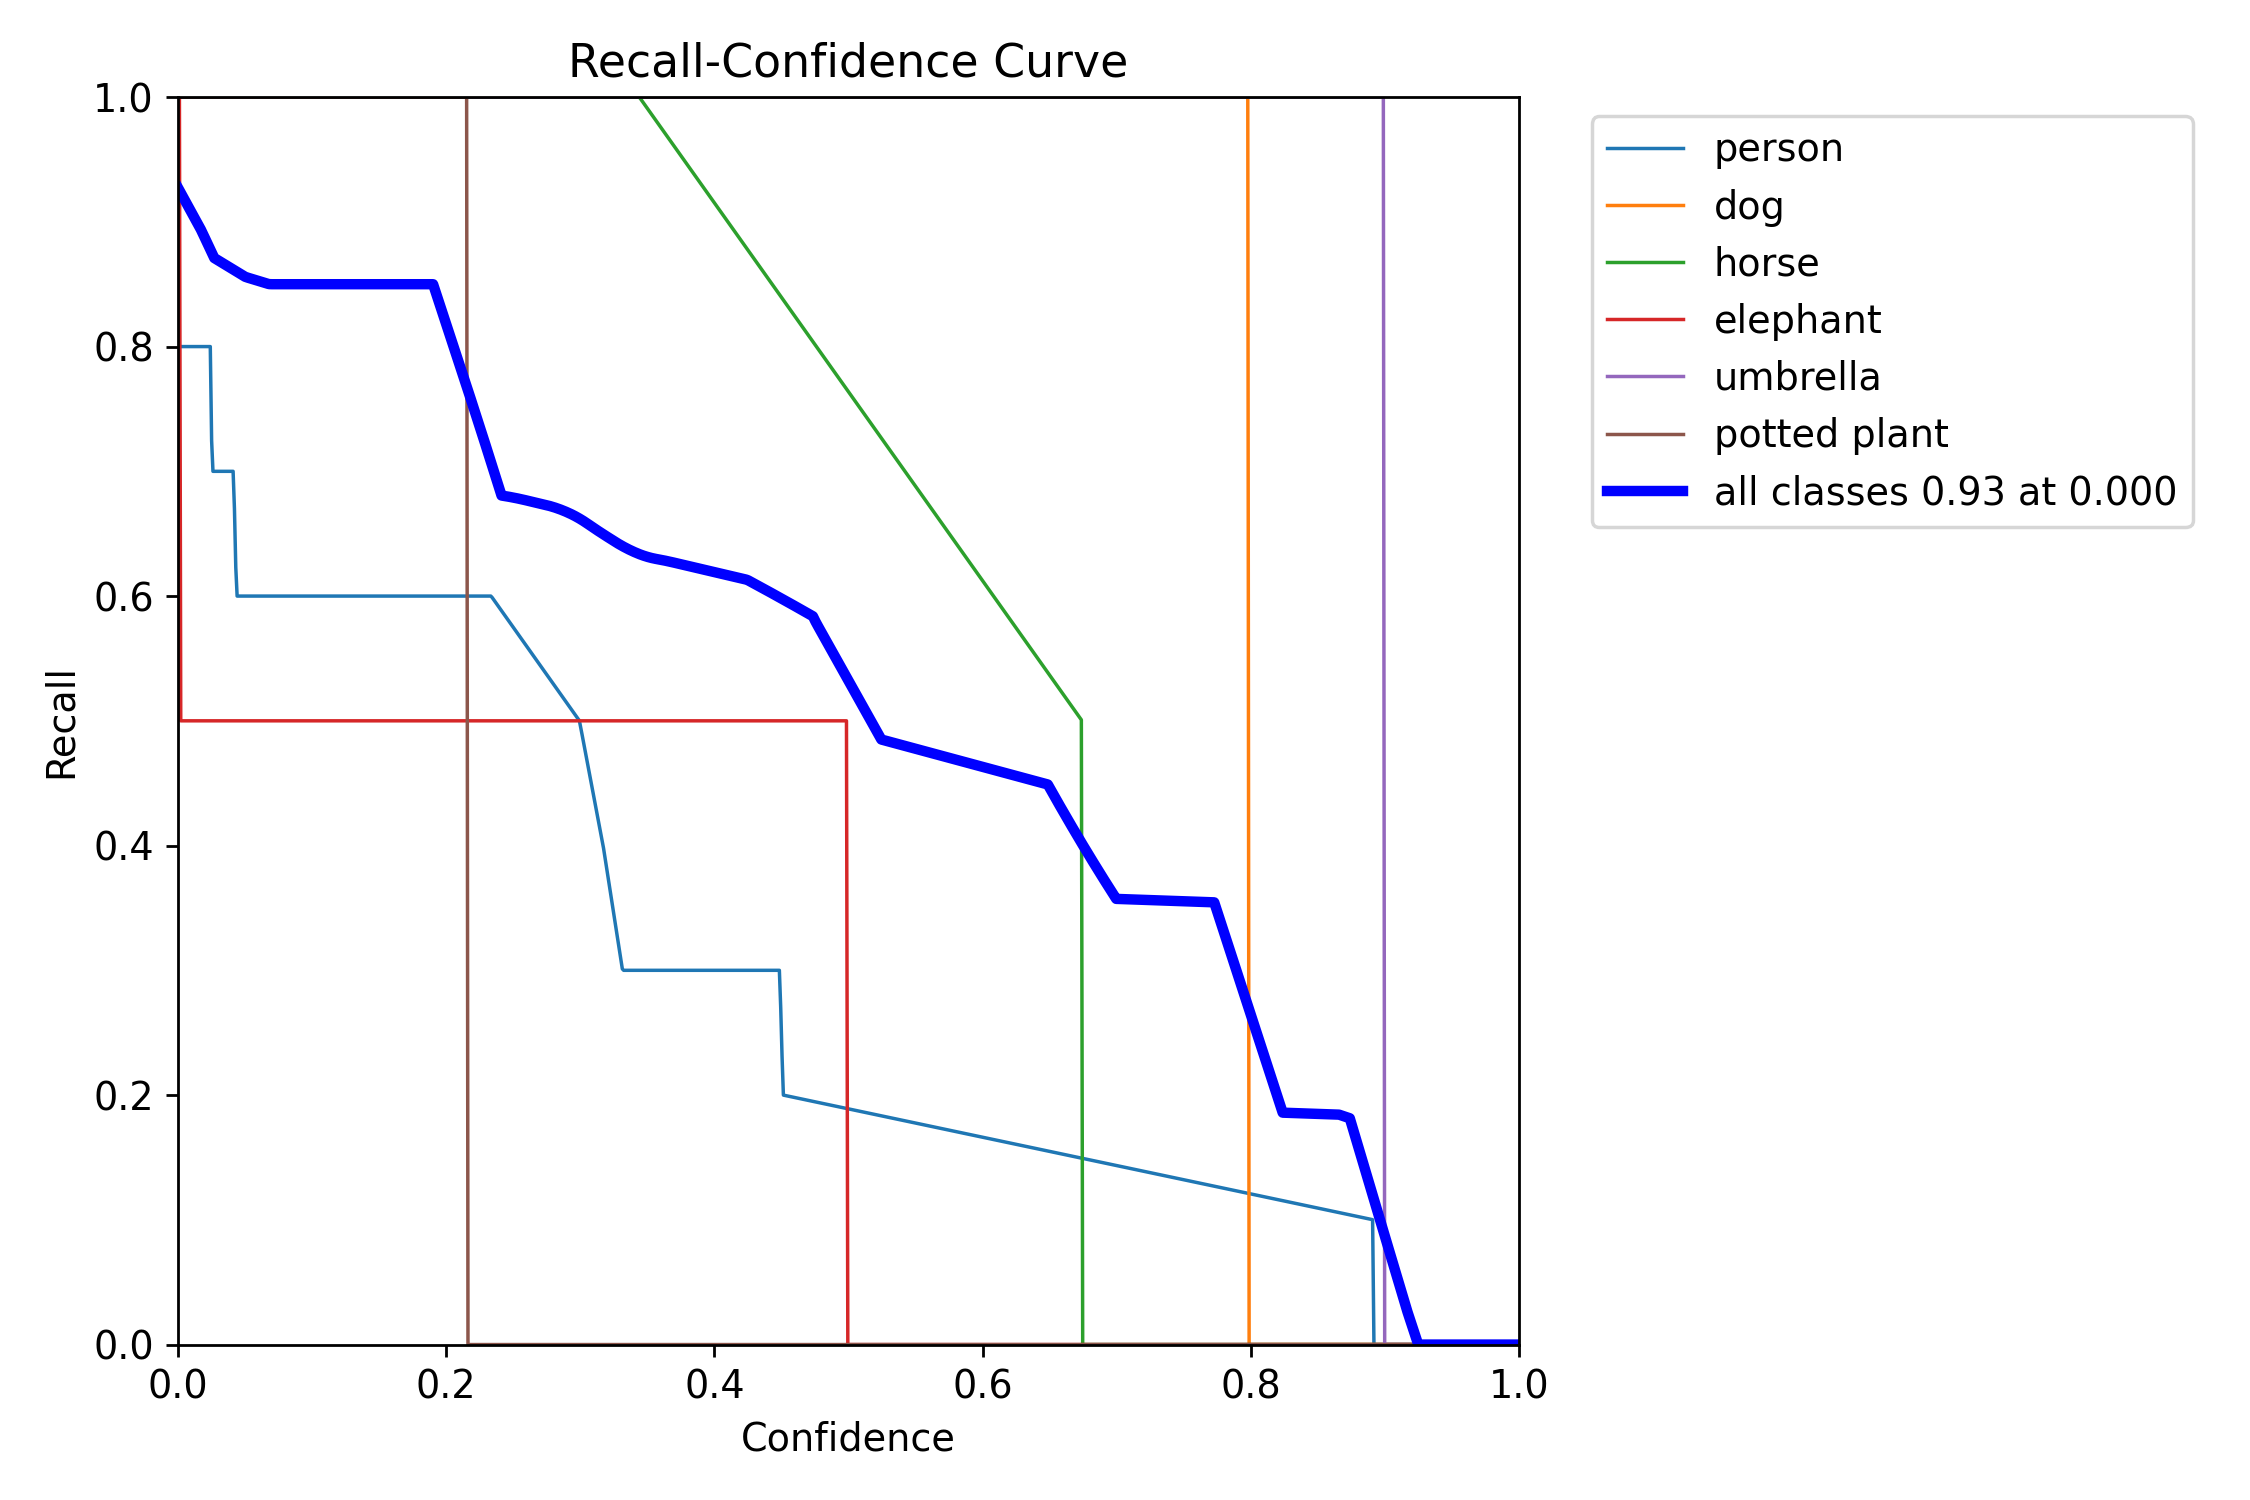 Recall-Confidence Curve
1.0
0.8
0.6
0.4
0.2
0.0
Recall
0.0 0.2 0.4 0.6 0.8 1.0
Confidence
person
dog
horse
elephant
umbrella
potted plant
all classes 0.93 at 0.000